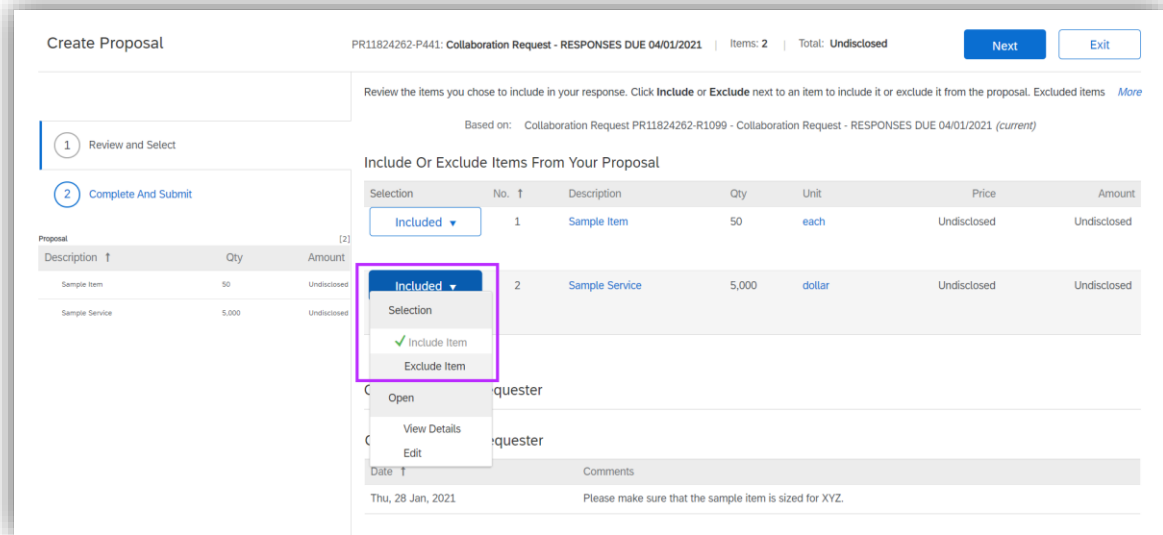 Create Proposal
PR11824262-P441: Collaboration Request - RESPONSES DUE 04/01/2021 | Items: 2 | Total: Undisclosed
Next
Exit
Review the items you chose to include in your response. Click Include or Exclude next to an item to include it or exclude it from the proposal. Excluded items More
Based on: Collaboration Request PR11824262-R1099 - Collaboration Request - RESPONSES DUE 04/01/2021 (current)
1 Review and Select
2 Complete And Submit
Proposal [2]
Description ↑ Qty Amount
Sample Item 50 Undisclosed
Sample Service 5,000 Undisclosed
Include Or Exclude Items From Your Proposal
Selection No. ↑ Description Qty Unit Price Amount
Included ▼ 1 Sample Item 50 each Undisclosed Undisclosed
Included ▼ 2 Sample Service 5,000 dollar Undisclosed Undisclosed
Selection
✓ Include Item
Exclude Item
Open
View Details
Edit
quester
equester
Date ↑ Comments
Thu, 28 Jan, 2021 Please make sure that the sample item is sized for XYZ.